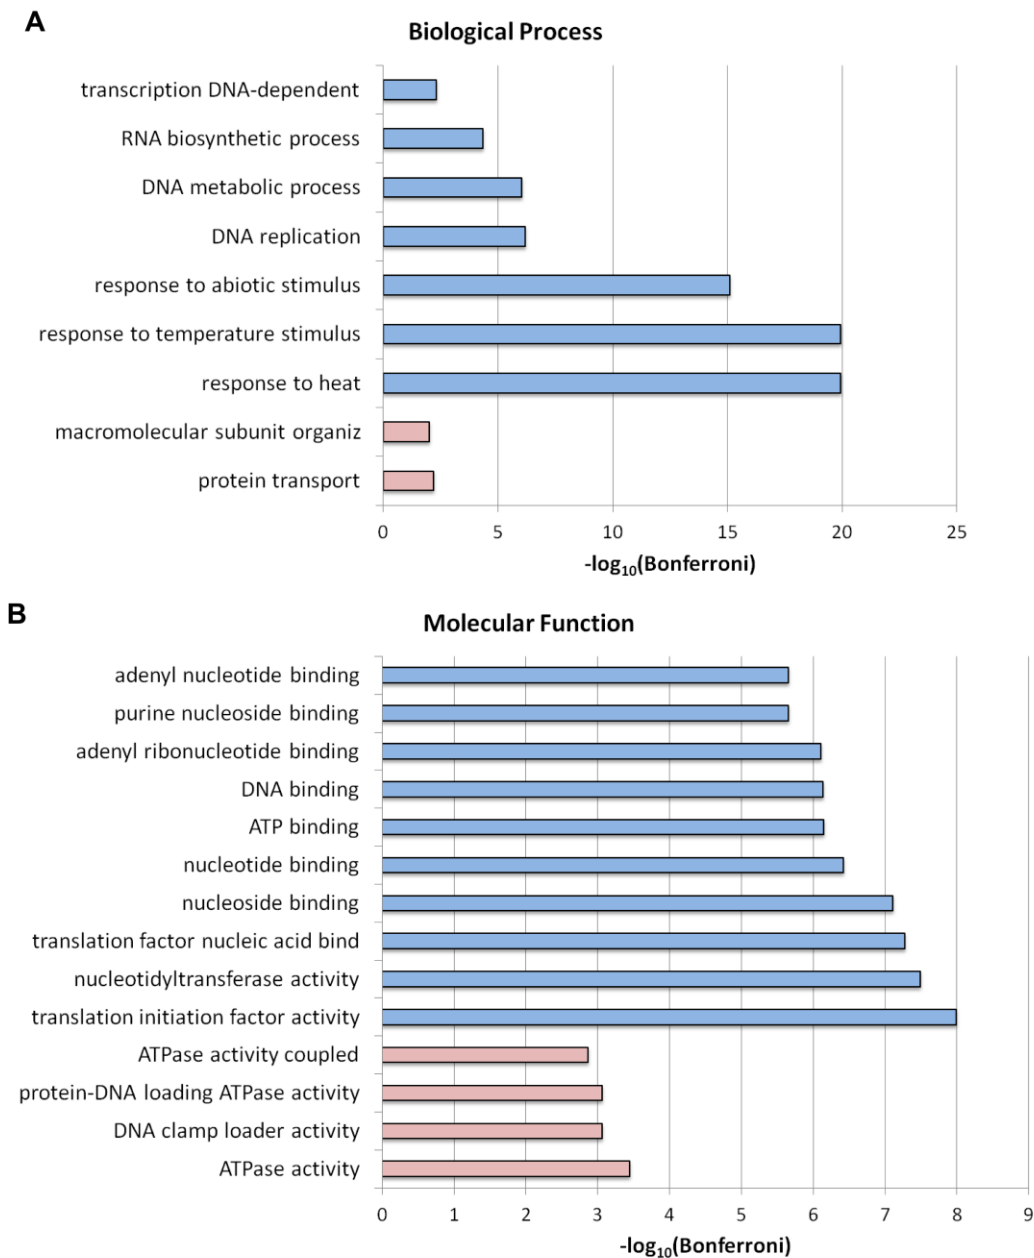 A
Biological Process
transcription DNA-dependent
RNA biosynthetic process
DNA metabolic process
DNA replication
response to abiotic stimulus
response to temperature stimulus
response to heat
macromolecular subunit organiz
protein transport
0 5 10 15 20 25
-log₁₀(Bonferroni)
B
Molecular Function
adenyl nucleotide binding
purine nucleoside binding
adenyl ribonucleotide binding
DNA binding
ATP binding
nucleotide binding
nucleoside binding
translation factor nucleic acid bind
nucleotidyltransferase activity
translation initiation factor activity
ATPase activity coupled
protein-DNA loading ATPase activity
DNA clamp loader activity
ATPase activity
0 1 2 3 4 5 6 7 8 9
-log₁₀(Bonferroni)